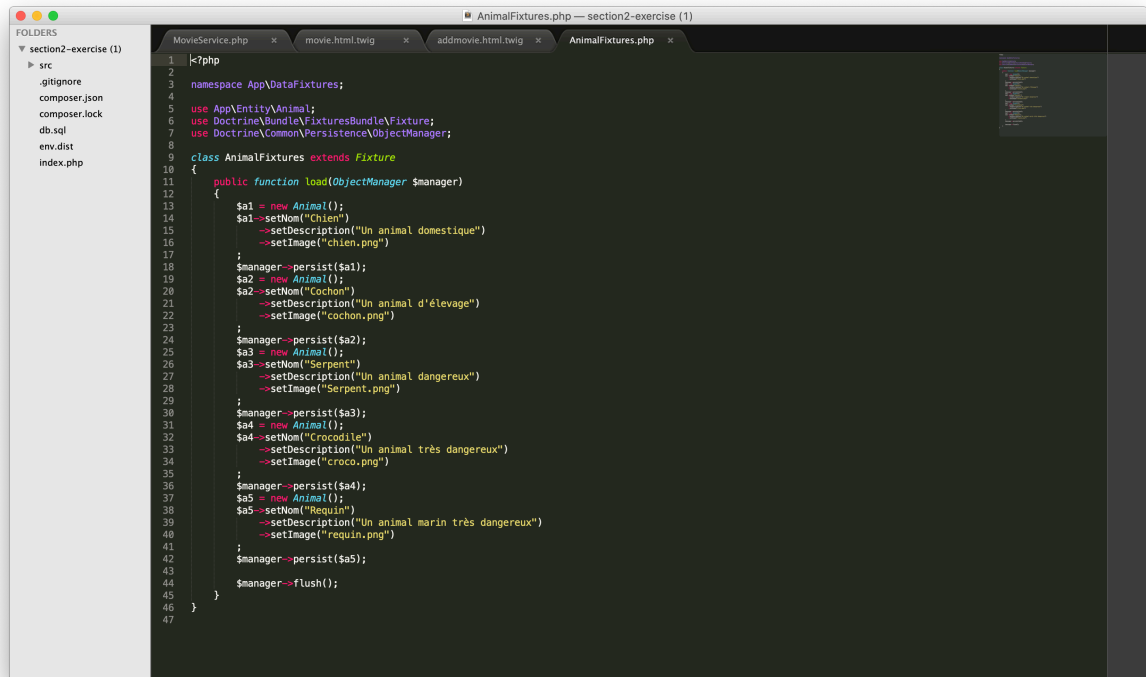 AnimalFixtures.php — section2-exercise (1)
FOLDERS
section2-exercise (1)
src
.gitignore
composer.json
composer.lock
db.sql
env.dist
index.php
MovieService.php × movie.html.twig × addmovie.html.twig × AnimalFixtures.php ×
1 <?php
2
3 namespace App\DataFixtures;
4
5 use App\Entity\Animal;
6 use Doctrine\Bundle\FixturesBundle\Fixture;
7 use Doctrine\Common\Persistence\ObjectManager;
8
9 class AnimalFixtures extends Fixture
10 {
11     public function load(ObjectManager $manager)
12     {
13         $a1 = new Animal();
14         $a1->setNom("Chien")
15             ->setDescription("Un animal domestique")
16             ->setImage("chien.png")
17         ;
18         $manager->persist($a1);
19         $a2 = new Animal();
20         $a2->setNom("Cochon")
21             ->setDescription("Un animal d'élevage")
22             ->setImage("cochon.png")
23         ;
24         $manager->persist($a2);
25         $a3 = new Animal();
26         $a3->setNom("Serpent")
27             ->setDescription("Un animal dangereux")
28             ->setImage("Serpent.png")
29         ;
30         $manager->persist($a3);
31         $a4 = new Animal();
32         $a4->setNom("Crocodile")
33             ->setDescription("Un animal très dangereux")
34             ->setImage("croco.png")
35         ;
36         $manager->persist($a4);
37         $a5 = new Animal();
38         $a5->setNom("Requin")
39             ->setDescription("Un animal marin très dangereux")
40             ->setImage("requin.png")
41         ;
42         $manager->persist($a5);
43
44         $manager->flush();
45     }
46 }
47